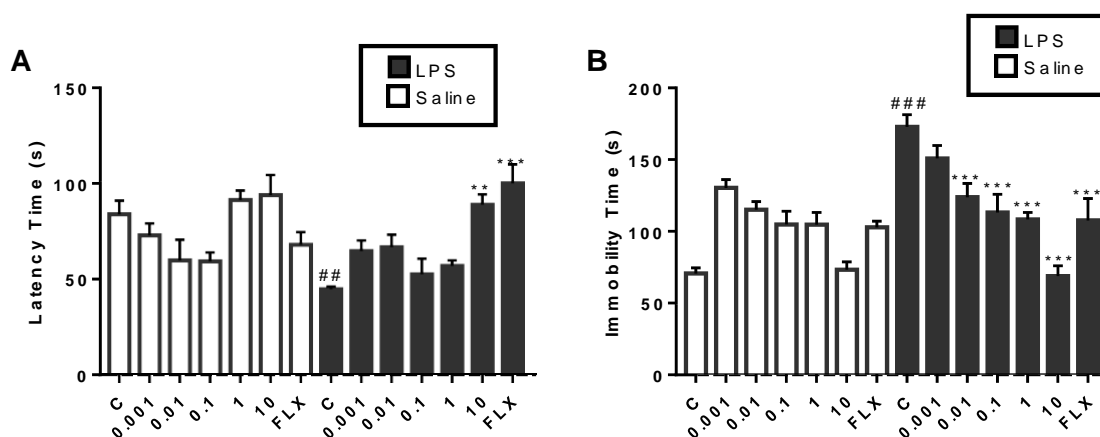 A
LPS
Saline
Latency Time (s)
150
100
50
0
##
**
***
C 0.001 0.01 0.1 1 10 FLX C 0.001 0.01 0.1 1 10 FLX
B
LPS
Saline
Immobility Time (s)
200
150
100
50
0
###
***
***
***
***
***
C 0.001 0.01 0.1 1 10 FLX C 0.001 0.01 0.1 1 10 FLX